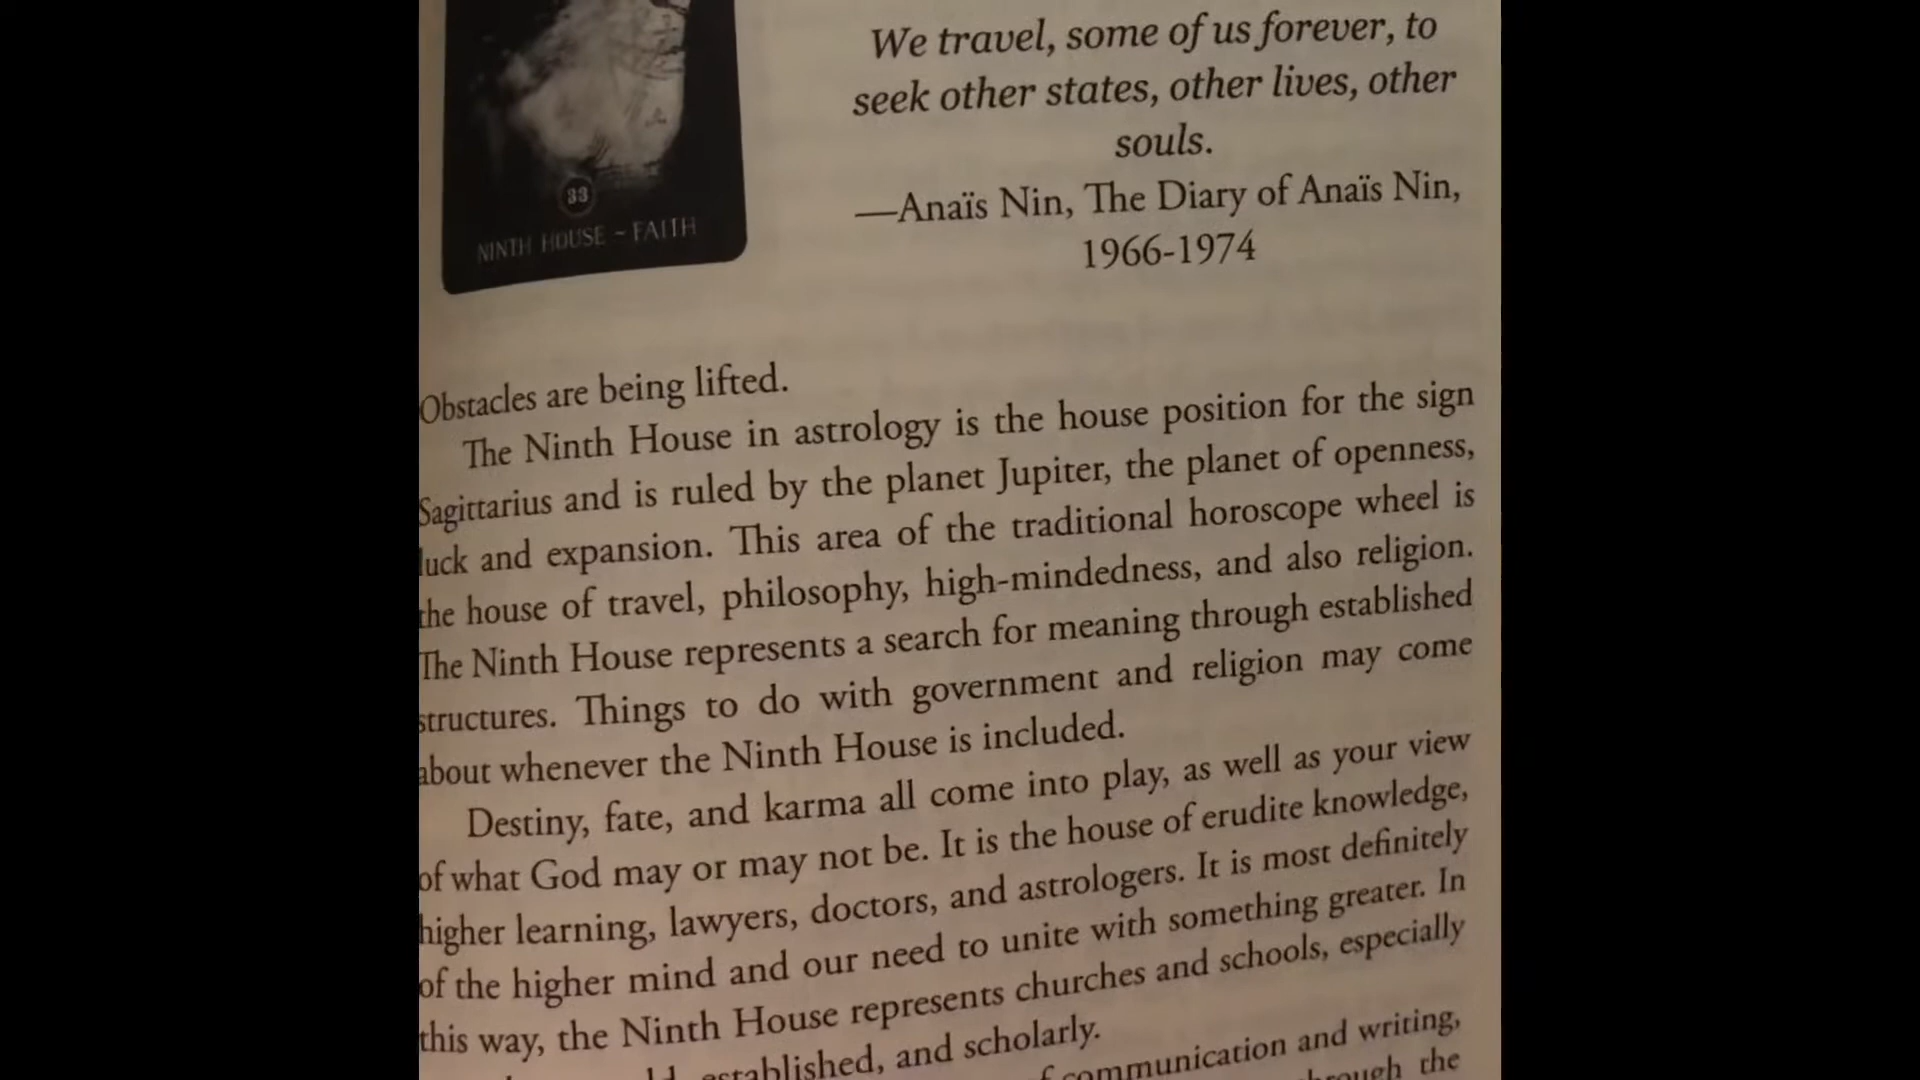 33
NINTH HOUSE ~ FAITH
We travel, some of us forever, to
seek other states, other lives, other
souls.
—Anaïs Nin, The Diary of Anaïs Nin,
1966-1974
Obstacles are being lifted.
The Ninth House in astrology is the house position for the sign
Sagittarius and is ruled by the planet Jupiter, the planet of openness,
luck and expansion. This area of the traditional horoscope wheel is
the house of travel, philosophy, high-mindedness, and also religion.
The Ninth House represents a search for meaning through established
structures. Things to do with government and religion may come
about whenever the Ninth House is included.
Destiny, fate, and karma all come into play, as well as your view
of what God may or may not be. It is the house of erudite knowledge,
higher learning, lawyers, doctors, and astrologers. It is most definitely
of the higher mind and our need to unite with something greater. In
this way, the Ninth House represents churches and schools, especially
established, and scholarly.
communication and writing,
through the